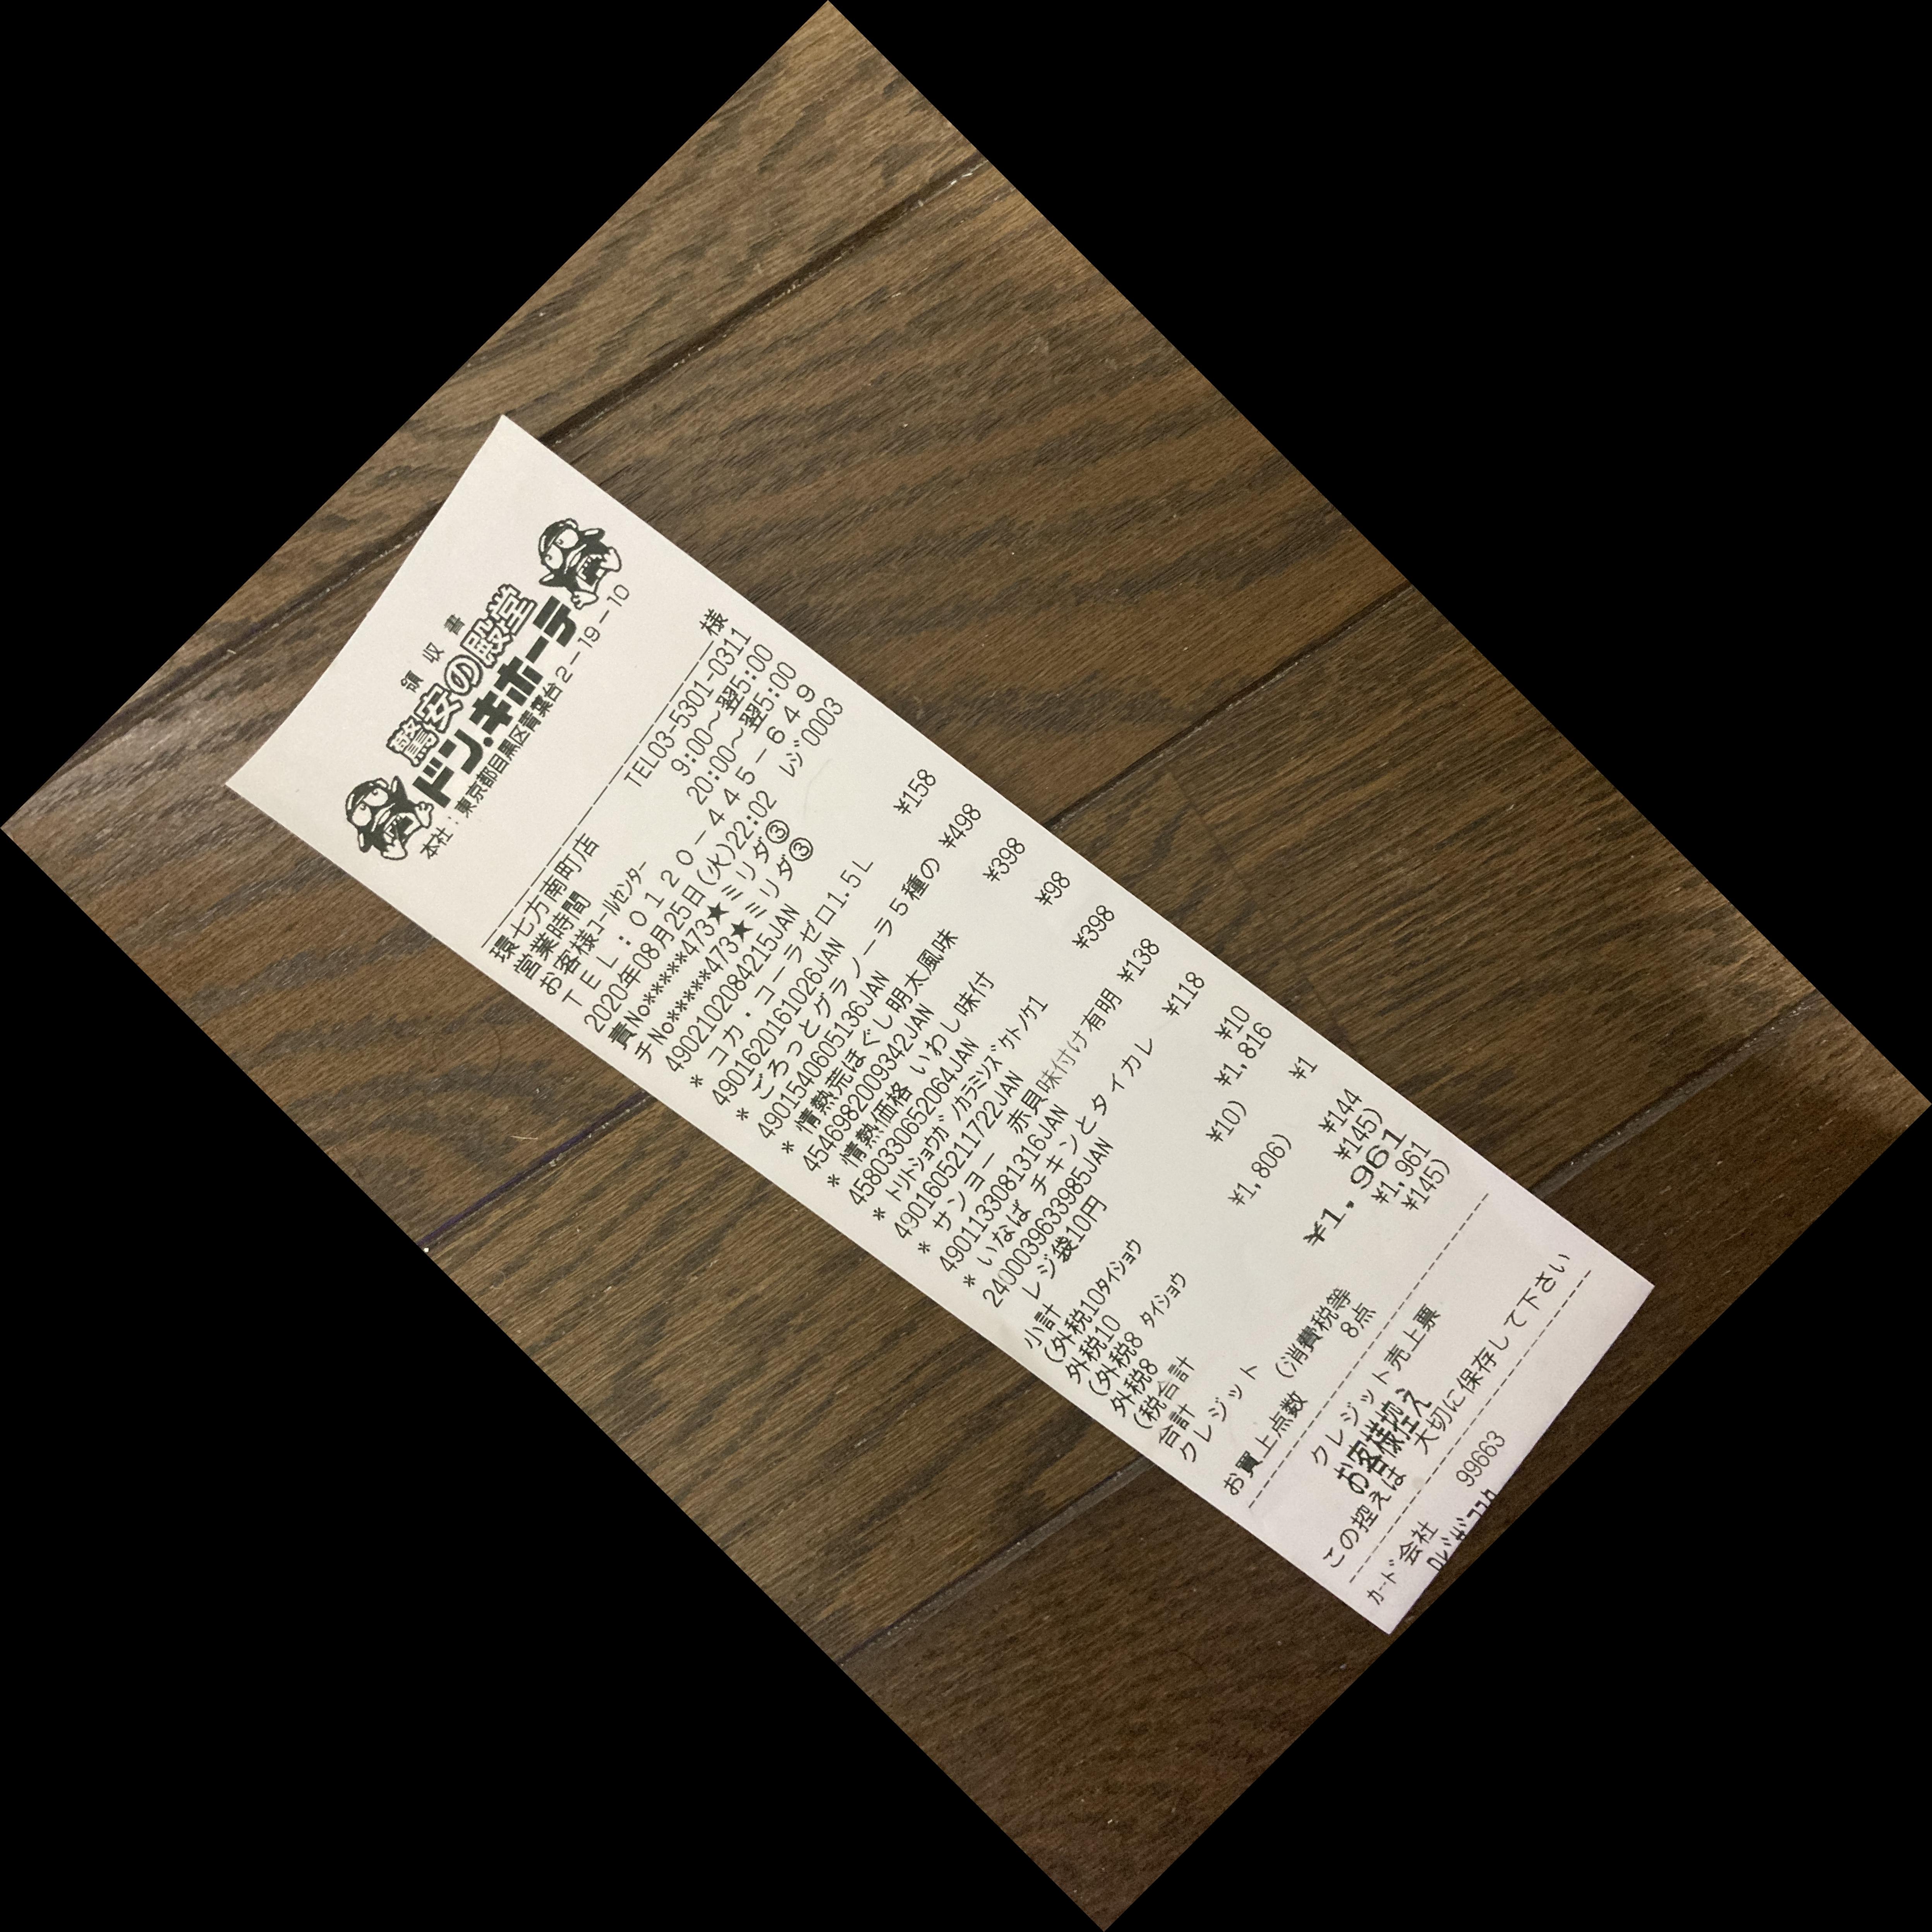 領収書
驚安の殿堂
ドン・キホーテ
本社:東京都目黒区青葉台2-19-10
様
環七方南町店 TEL03-5301-0311
営業時間 9:00~翌5:00
お客様コールセンター 20:00~翌5:00
TEL:0120-445-649
2020年08月25日(火)22:02 レジ0003
責No******473★ミリダ③
チNo******473★ミリダ③
4902102084215JAN
* コカ・コーラゼロ1.5L ¥158
4901620161026JAN
* ごろっとグラノーラ5種の ¥498
4901540605136JAN
* 情熱荒ほぐし明太風味 ¥398
4546982009342JAN
* 情熱価格 いわし味付 ¥98
4580330652064JAN
* トリトショウガノカラミソスズケトノケ1 ¥398
4901605211722JAN
* サンヨー 赤貝味付け有明 ¥138
4901133081316JAN
* いなば チキンとタイカレ ¥118
2400039633985JAN
レジ袋10円 ¥10
小計 ¥1,816
(外税10タイショウ ¥10)
外税10 ¥1
(外税8 タイショウ ¥1,806)
外税8 ¥144
(税合計 ¥145)
合計 ¥1,961
クレジット ¥1,961
(消費税等 ¥145)
お買上点数 8点
クレジット売上票
お客様控え
この控えは 大切に保存して下さい
カード会社 99663